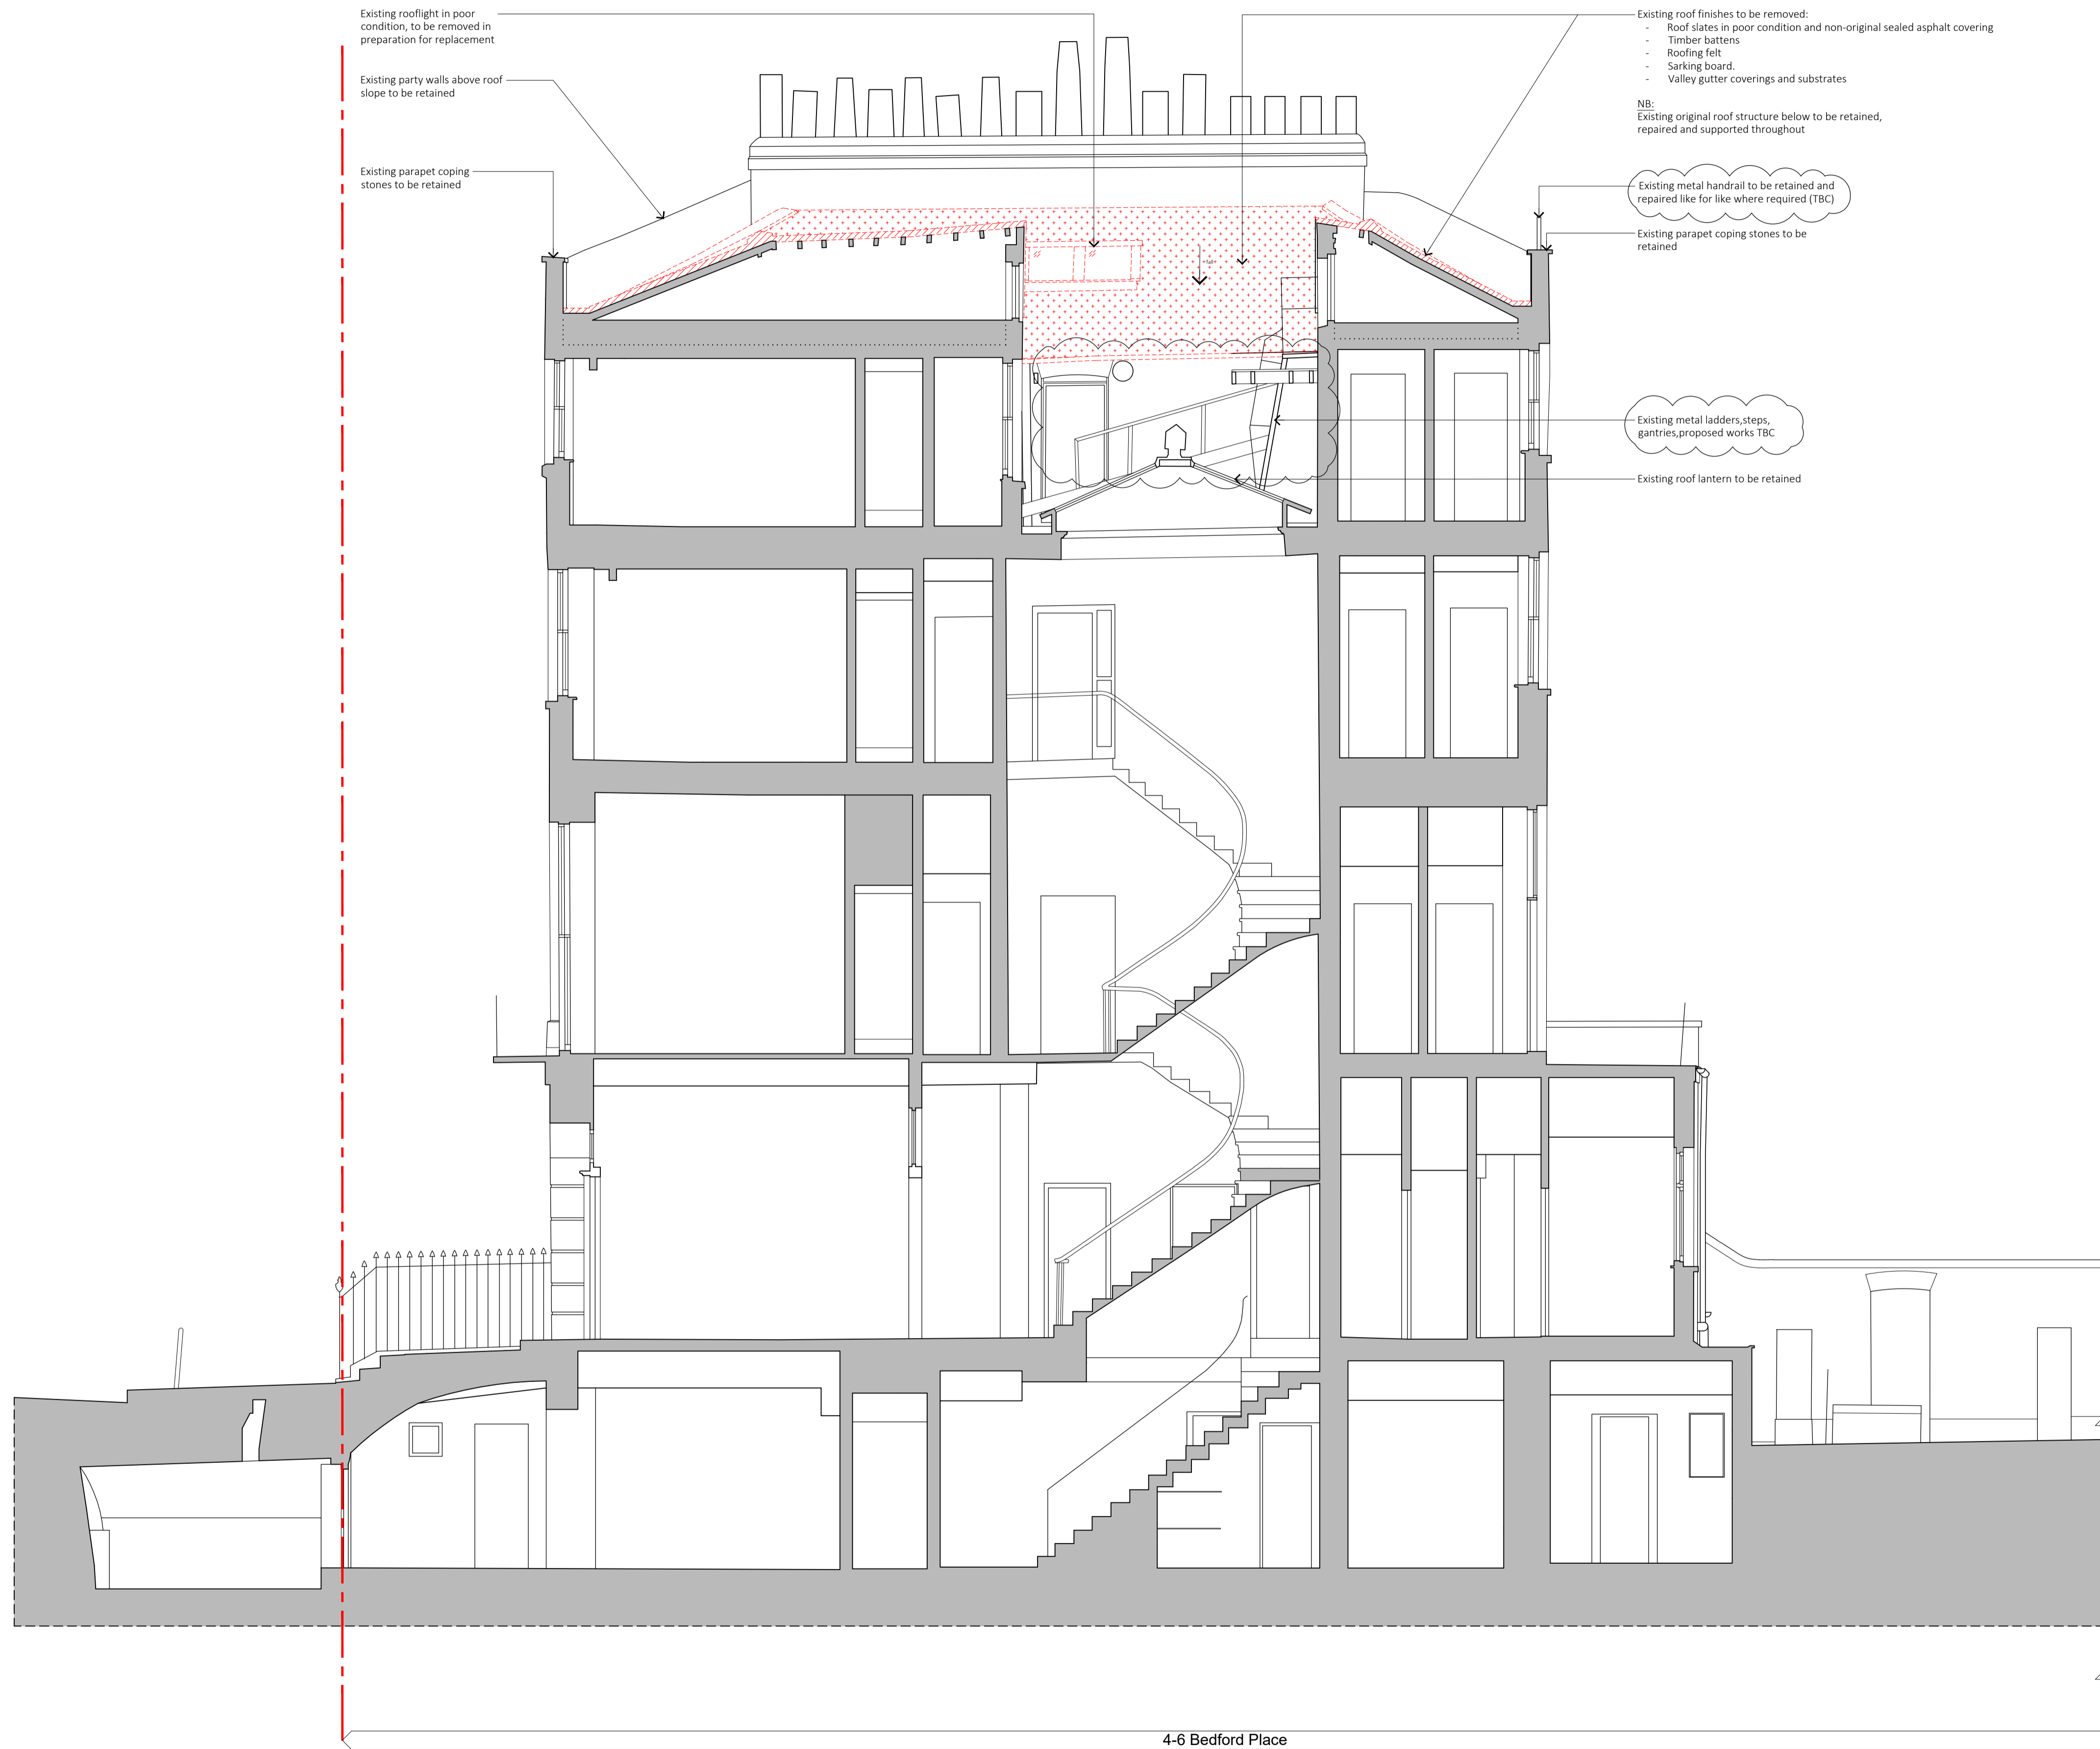 Existing rooflight in poor
condition, to be removed in
preparation for replacement
Existing party walls above roof
slope to be retained
Existing parapet coping
stones to be retained
Existing roof finishes to be removed:
- Roof slates in poor condition and non-original sealed asphalt covering
- Timber battens
- Roofing felt
- Sarking board.
- Valley gutter coverings and substrates
NB:
Existing original roof structure below to be retained,
repaired and supported throughout
Existing metal handrail to be retained and
repaired like for like where required (TBC)
Existing parapet coping stones to be
retained
Existing metal ladders,steps,
gantries,proposed works TBC
Existing roof lantern to be retained
4-6 Bedford Place